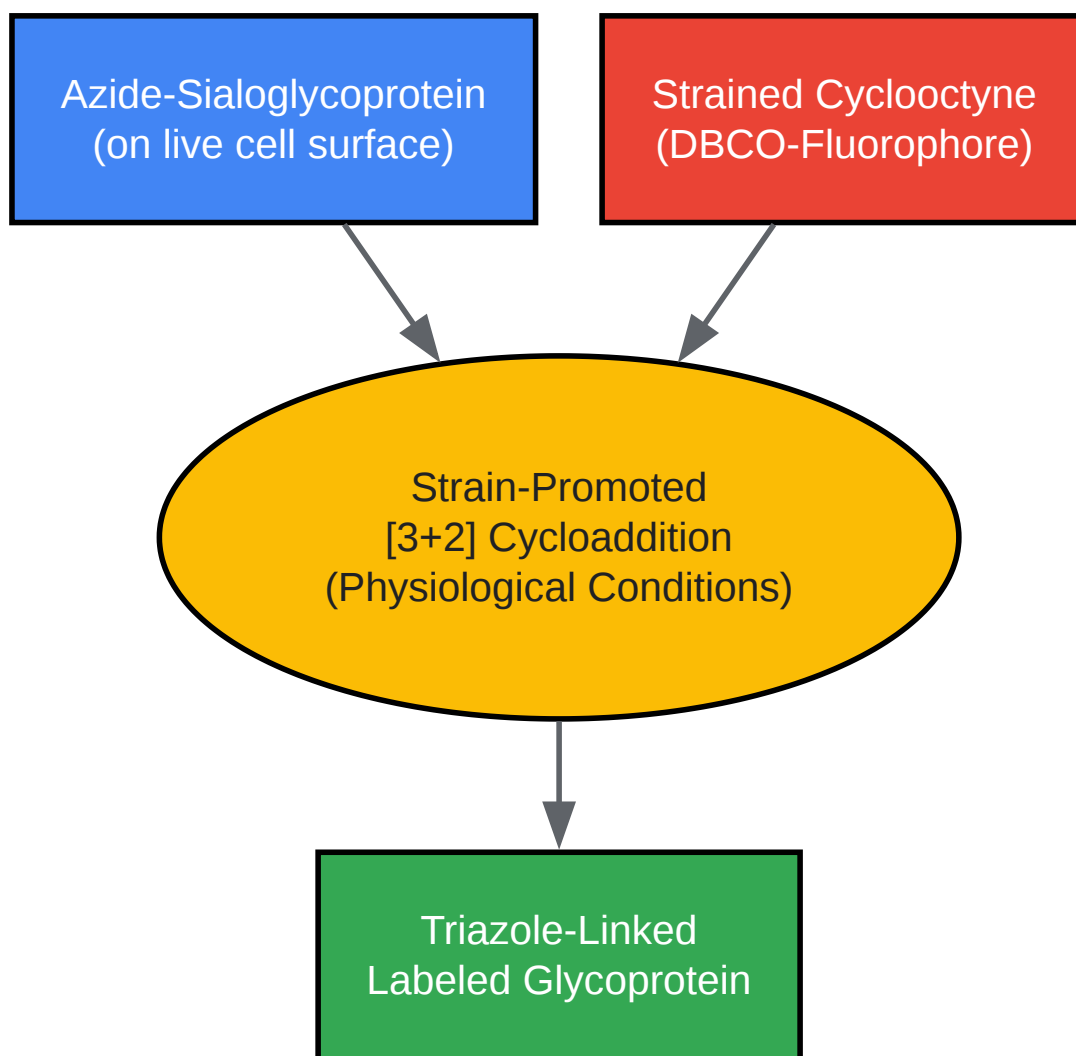 Azide-Sialoglycoprotein
(on live cell surface)
Strained Cyclooctyne
(DBCO-Fluorophore)
Strain-Promoted
[3+2] Cycloaddition
(Physiological Conditions)
Triazole-Linked
Labeled Glycoprotein